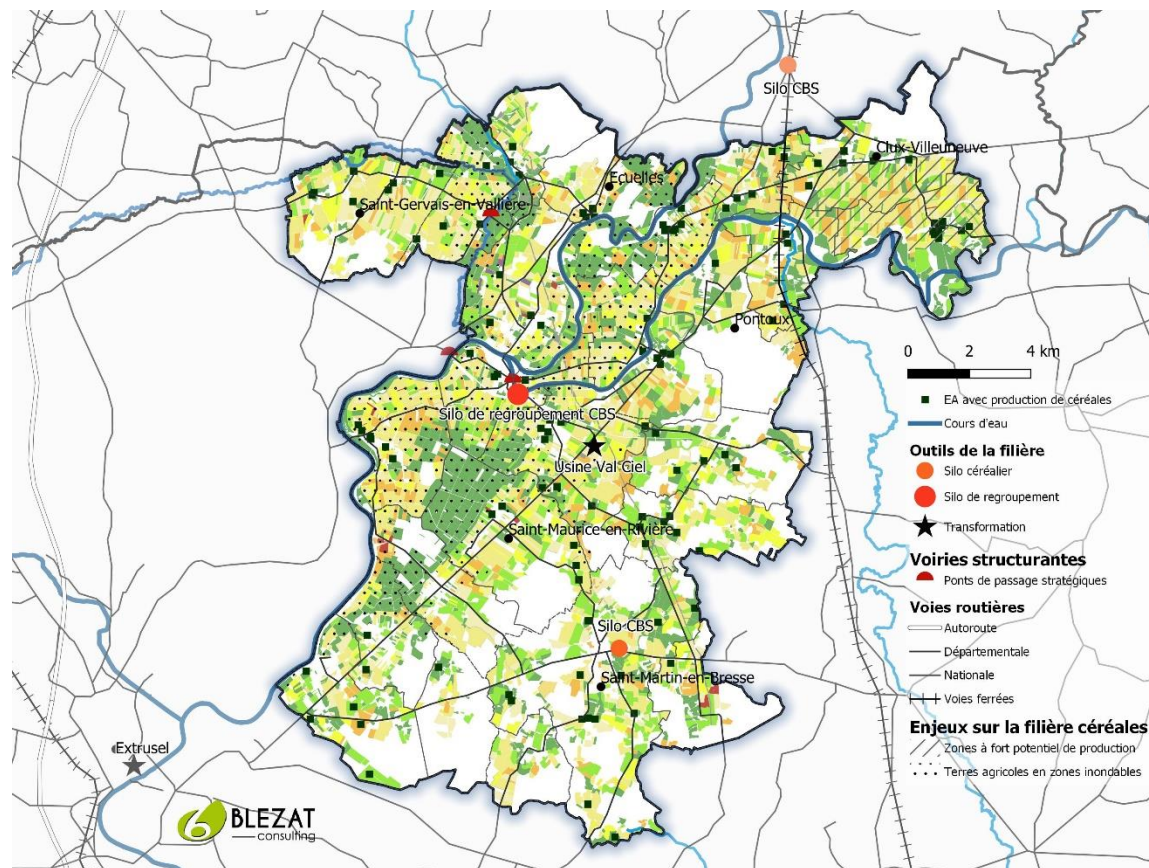 Silo CBS
Clux-Villeuneuve
Ecuelles
Saint-Gervais-en-Vallière
Pontoux
0 2 4 km
EA avec production de céréales
Cours d'eau
Outils de la filière
Silo céréalier
Silo de regroupement
Transformation
Voiries structurantes
Ponts de passage stratégiques
Voies routières
Autoroute
Départementale
Nationale
Voies ferrées
Enjeux sur la filière céréales
Zones à fort potentiel de production
Terres agricoles en zones inondables
Silo de regroupement CBS
Usine Val Ciel
Saint-Maurice-en-Rivière
Silo CBS
Saint-Martin-en-Bresse
Extrusel
BLEZAT
consulting